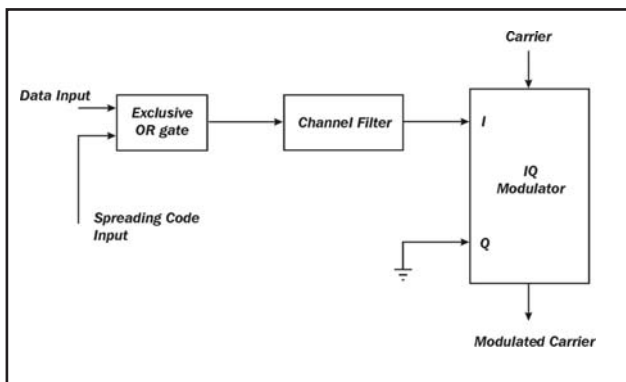 Carrier
Data Input
Exclusive
OR gate
Channel Filter
I
IQ
Modulator
Spreading Code
Input
Q
Modulated Carrier